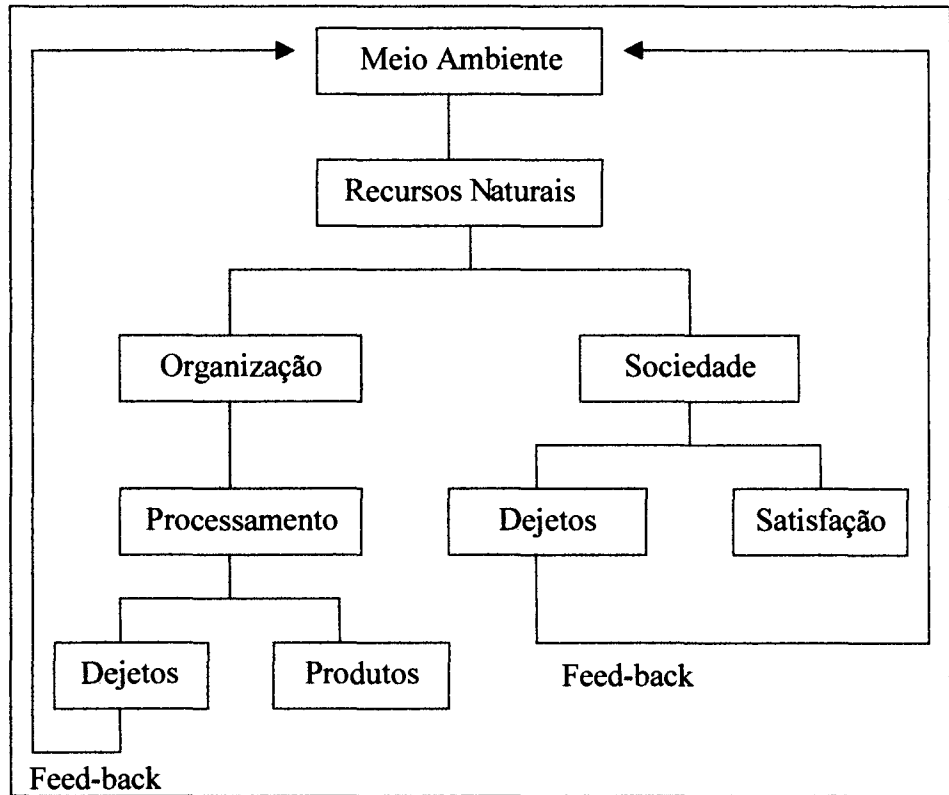 Meio Ambiente
Recursos Naturais
Organização
Sociedade
Processamento
Dejetos
Satisfação
Dejetos
Produtos
Feed-back
Feed-back